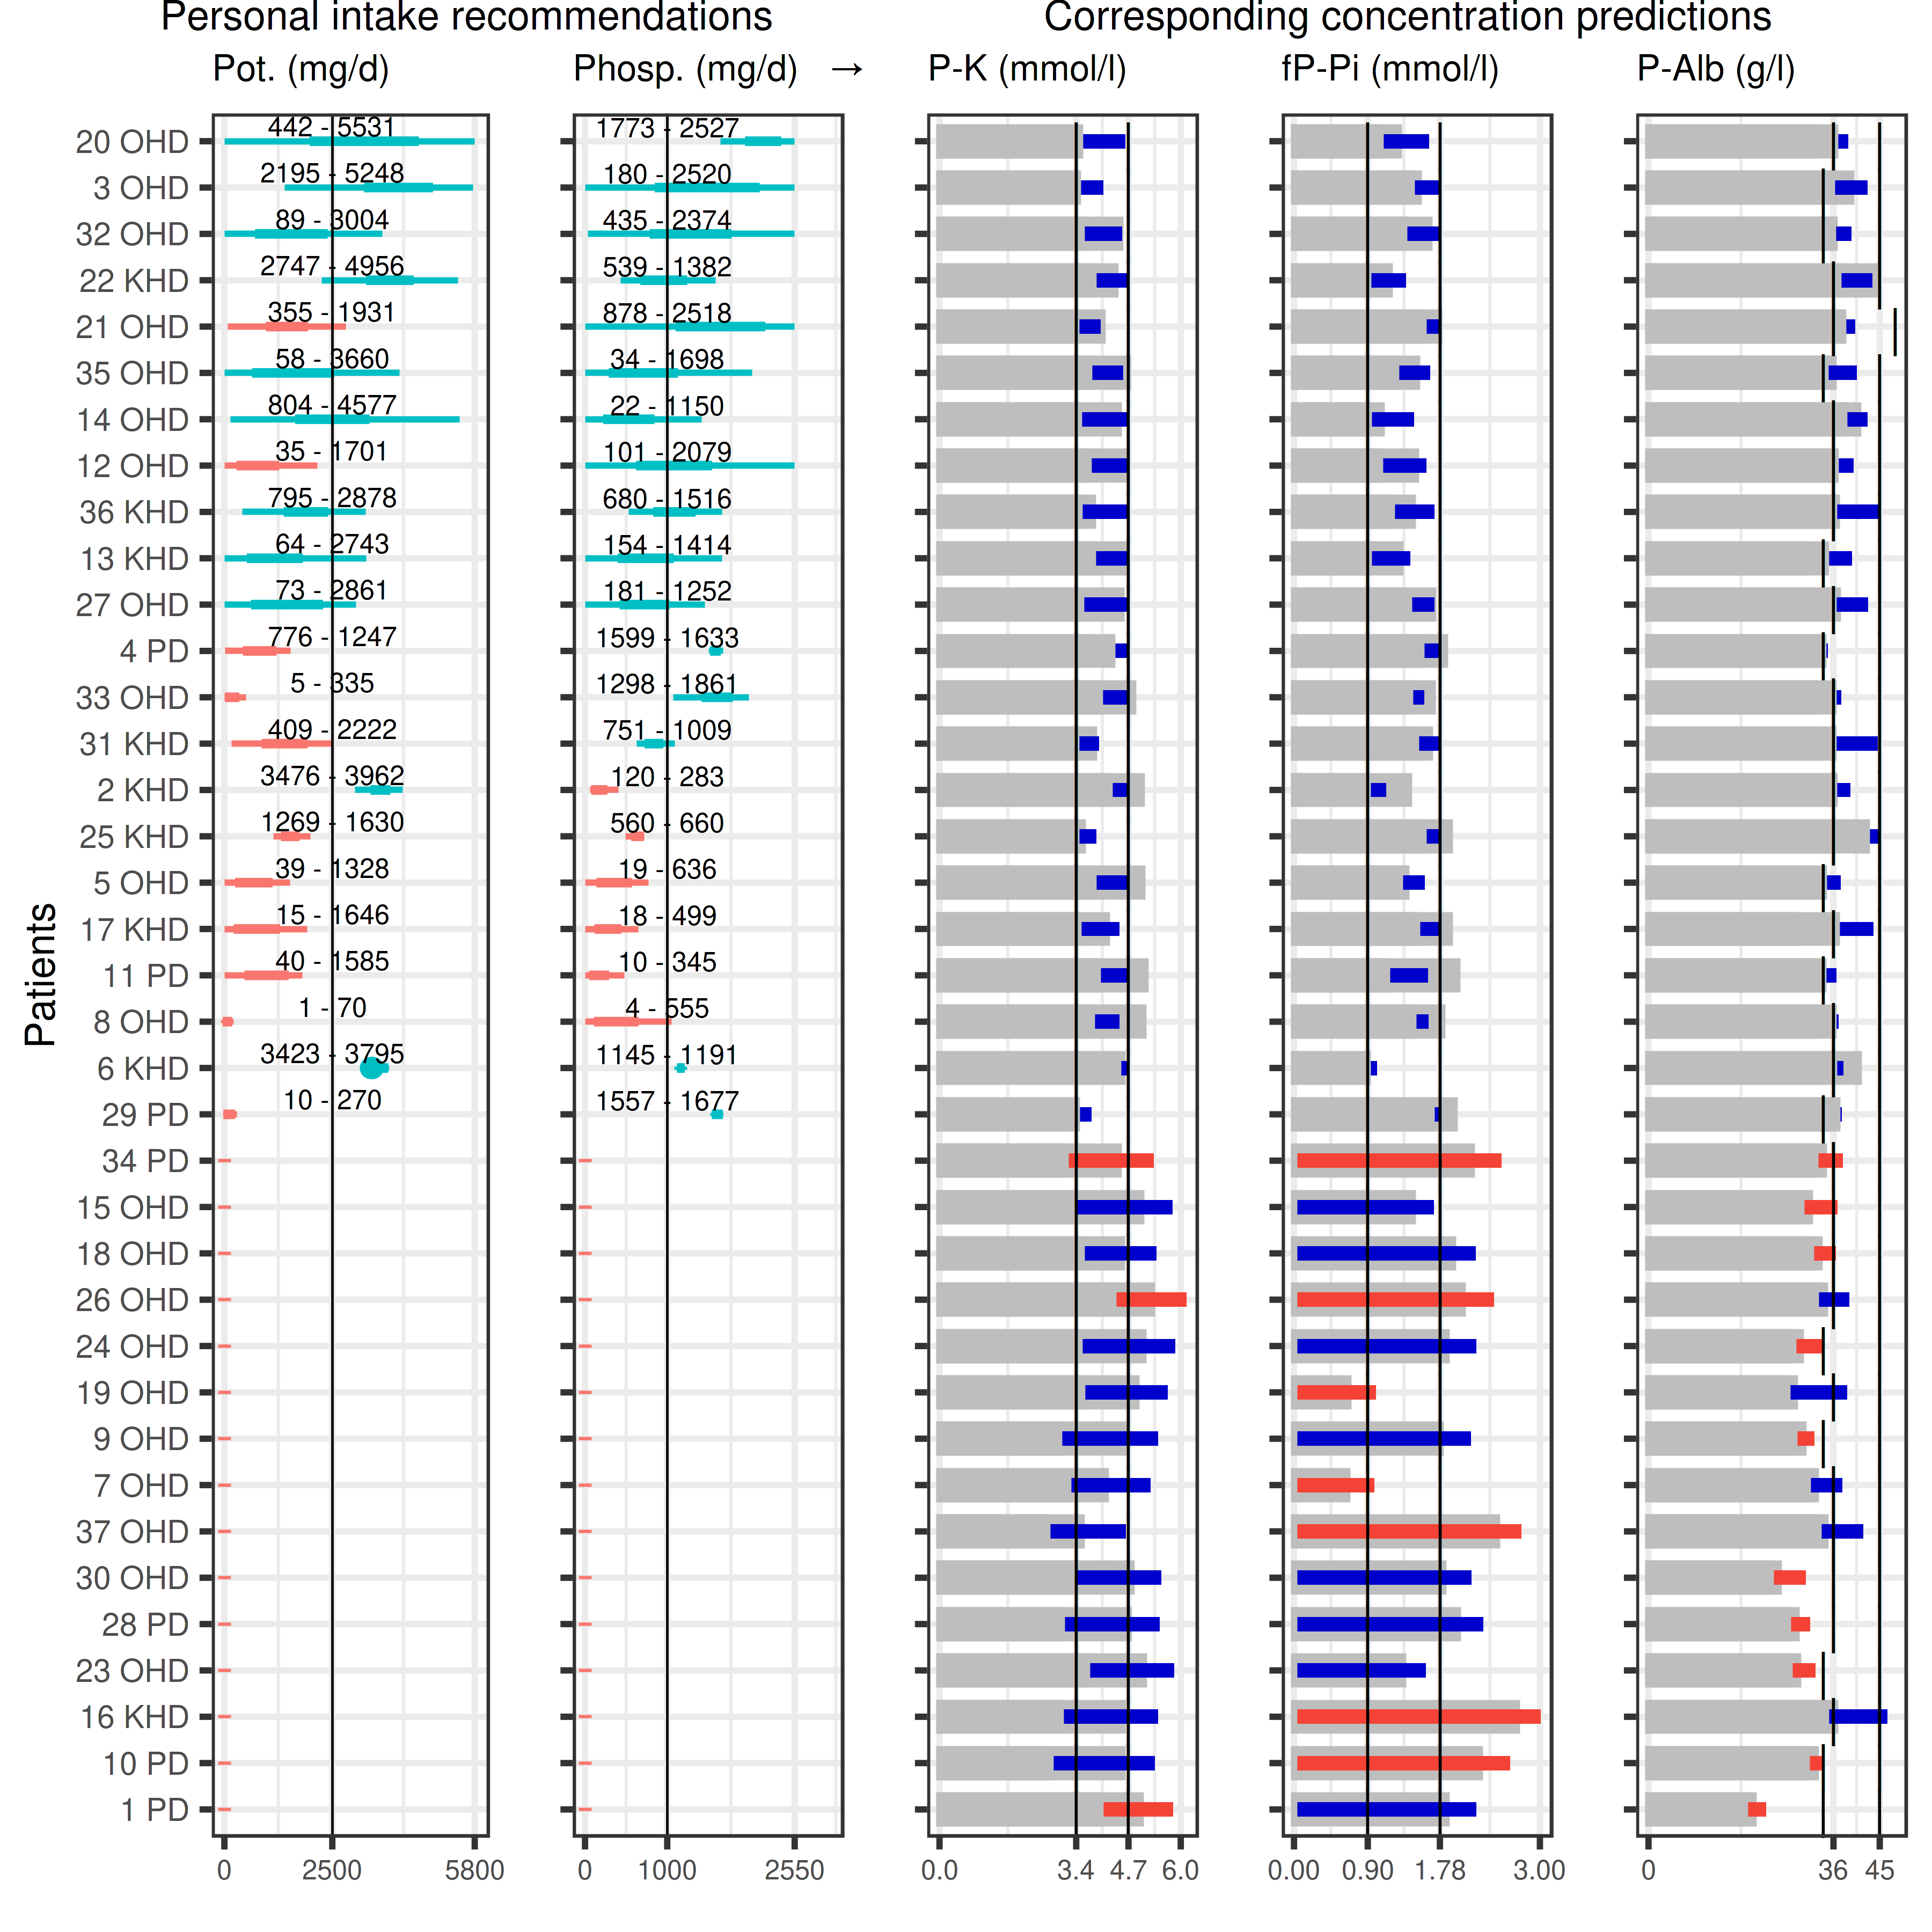 Personal intake recommendations Corresponding concentration predictions
Pot. (mg/d) Phosp. (mg/d) → P-K (mmol/l) fP-Pi (mmol/l) P-Alb (g/l)
Patients
20 OHD 442 - 5531 1773 - 2527
3 OHD 2195 - 5248 180 - 2520
32 OHD 89 - 3004 435 - 2374
22 KHD 2747 - 4956 539 - 1382
21 OHD 355 - 1931 878 - 2518
35 OHD 58 - 3660 34 - 1698
14 OHD 804 - 4577 22 - 1150
12 OHD 35 - 1701 101 - 2079
36 KHD 795 - 2878 680 - 1516
13 KHD 64 - 2743 154 - 1414
27 OHD 73 - 2861 181 - 1252
4 PD 776 - 1247 1599 - 1633
33 OHD 5 - 335 1298 - 1861
31 KHD 409 - 2222 751 - 1009
2 KHD 3476 - 3962 120 - 283
25 KHD 1269 - 1630 560 - 660
5 OHD 39 - 1328 19 - 636
17 KHD 15 - 1646 18 - 499
11 PD 40 - 1585 10 - 345
8 OHD 1 - 70 4 - 555
6 KHD 3423 - 3795 1145 - 1191
29 PD 10 - 270 1557 - 1677
34 PD
15 OHD
18 OHD
26 OHD
24 OHD
19 OHD
9 OHD
7 OHD
37 OHD
30 OHD
28 PD
23 OHD
16 KHD
10 PD
1 PD
0 2500 5800 0 1000 2550 0.0 3.4 4.7 6.0 0.00 0.90 1.78 3.00 0 36 45